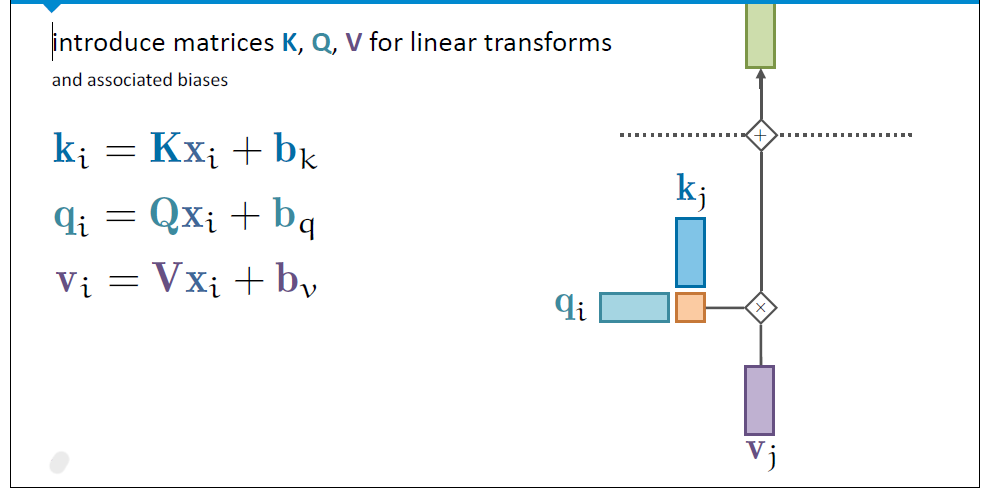 introduce matrices K, Q, V for linear transforms
and associated biases
kᵢ = Kxᵢ + bₖ
qᵢ = Qxᵢ + b_q
vᵢ = Vxᵢ + bᵥ
+
kⱼ
qᵢ
×
vⱼ